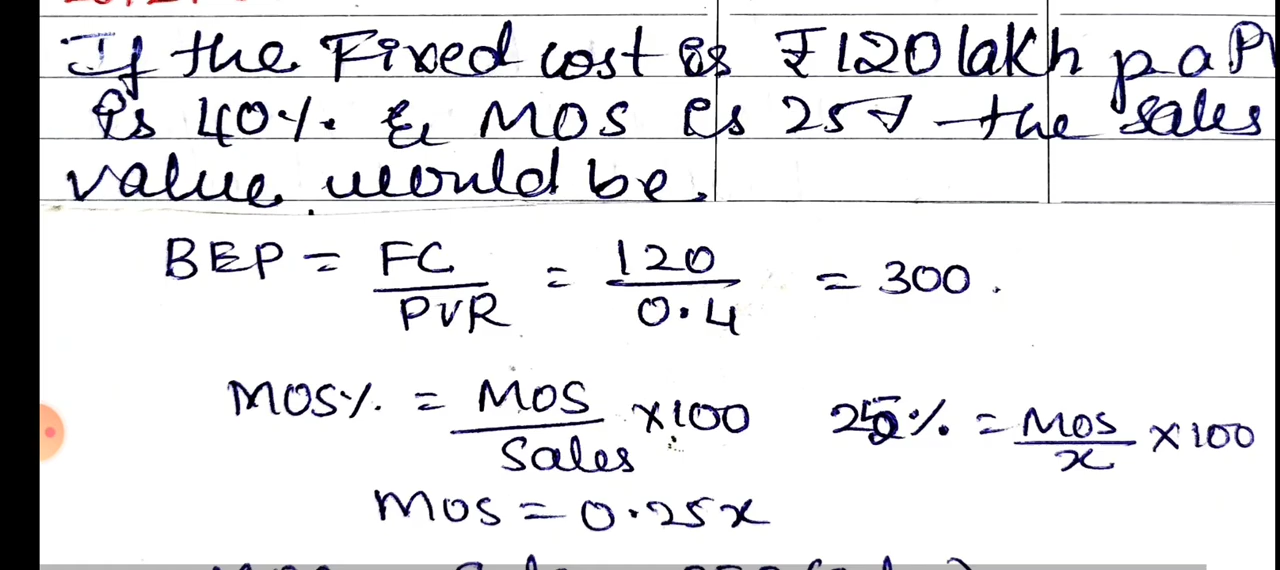 If the Fixed cost is ₹120 lakh p a P
is 40% & MOS is 25% the sales
value would be.
BEP = FC/PVR = 120/0.4 = 300.
MOS% = MOS/Sales ×100 25% = MOS/x ×100
MOS = 0.25x